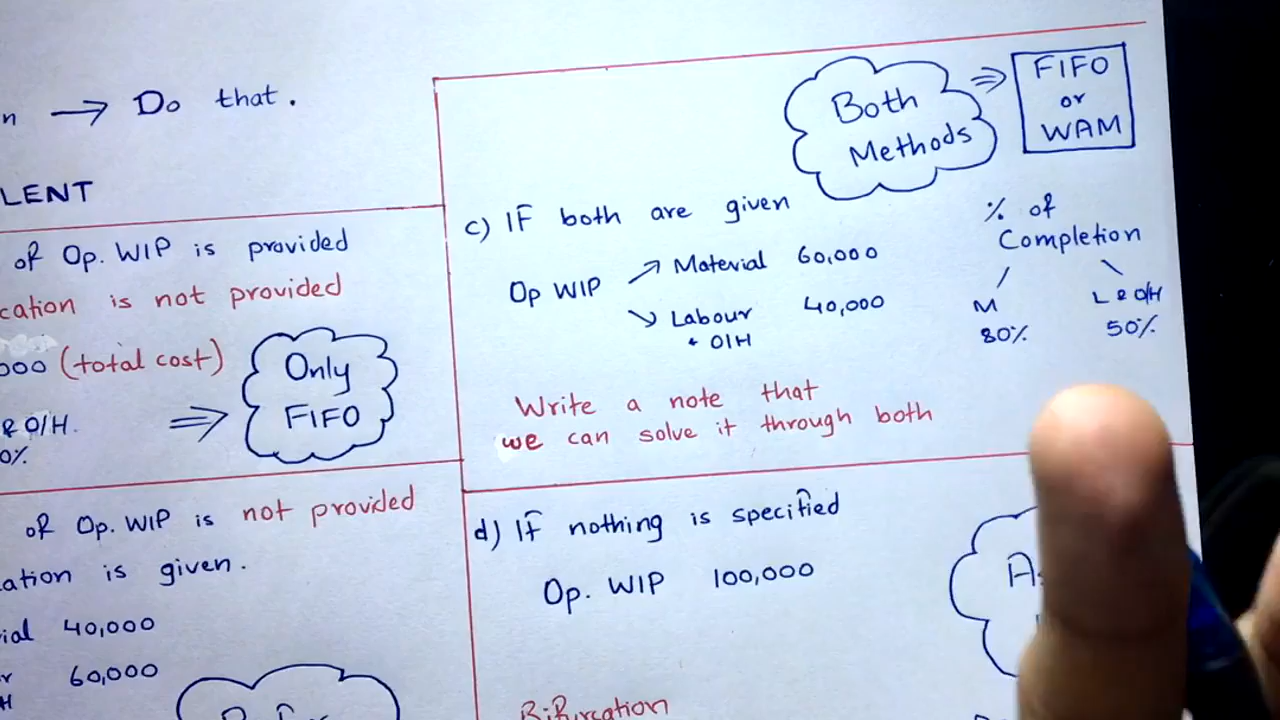 n → Do that.
LENT
of Op. WIP is provided
cation is not provided
000 (total cost)
& O/H. ⇒
0%
Only
FIFO
of Op. WIP is not provided
ation is given.
ial 40,000
r 60,000
H
Both
Methods
⇒ FIFO
or
WAM
c) IF both are given
Op WIP
Material 60,000
Labour 40,000
+ O/H
% of
Completion
M L & O/H
80% 50%
Write a note that
we can solve it through both
d) If nothing is specified
Op. WIP 100,000
Bifurcation